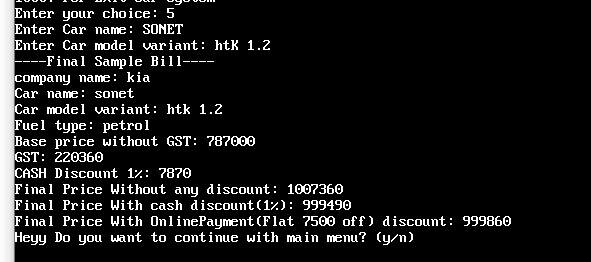 Enter your choice: 5
Enter Car name: SONET
Enter Car model variant: htK 1.2
----Final Sample Bill----
company name: kia
Car name: sonet
Car model variant: htk 1.2
Fuel type: petrol
Base price without GST: 787000
GST: 220360
CASH Discount 1%: 7870
Final Price Without any discount: 1007360
Final Price With cash discount(1%): 999490
Final Price With OnlinePayment(Flat 7500 off) discount: 999860
Heyy Do you want to continue with main menu? (y/n)